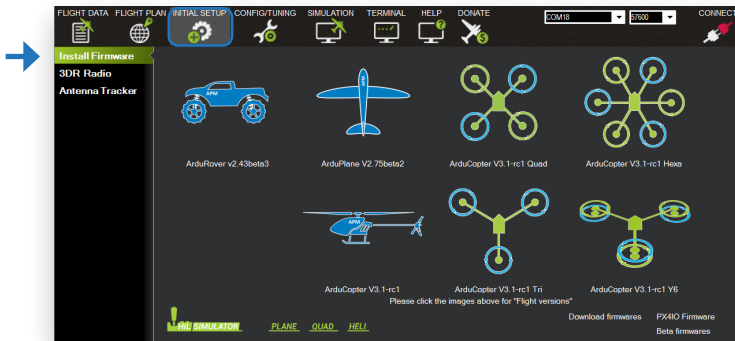 FLIGHT DATA FLIGHT PLAN INITIAL SETUP CONFIG/TUNING SIMULATION TERMINAL HELP DONATE COM18 57600 CONNECT
Install Firmware
3DR Radio
Antenna Tracker
APM
APM
ArduRover v2.43beta3 ArduPlane V2.75beta2 ArduCopter V3.1-rc1 Quad ArduCopter V3.1-rc1 Hexa
APM
ArduCopter V3.1-rc1 ArduCopter V3.1-rc1 Tri ArduCopter V3.1-rc1 Y6
Please click the images above for "Flight versions"
Download firmwares PX4IO Firmware
HIL SIMULATOR PLANE QUAD HELI
Beta firmwares